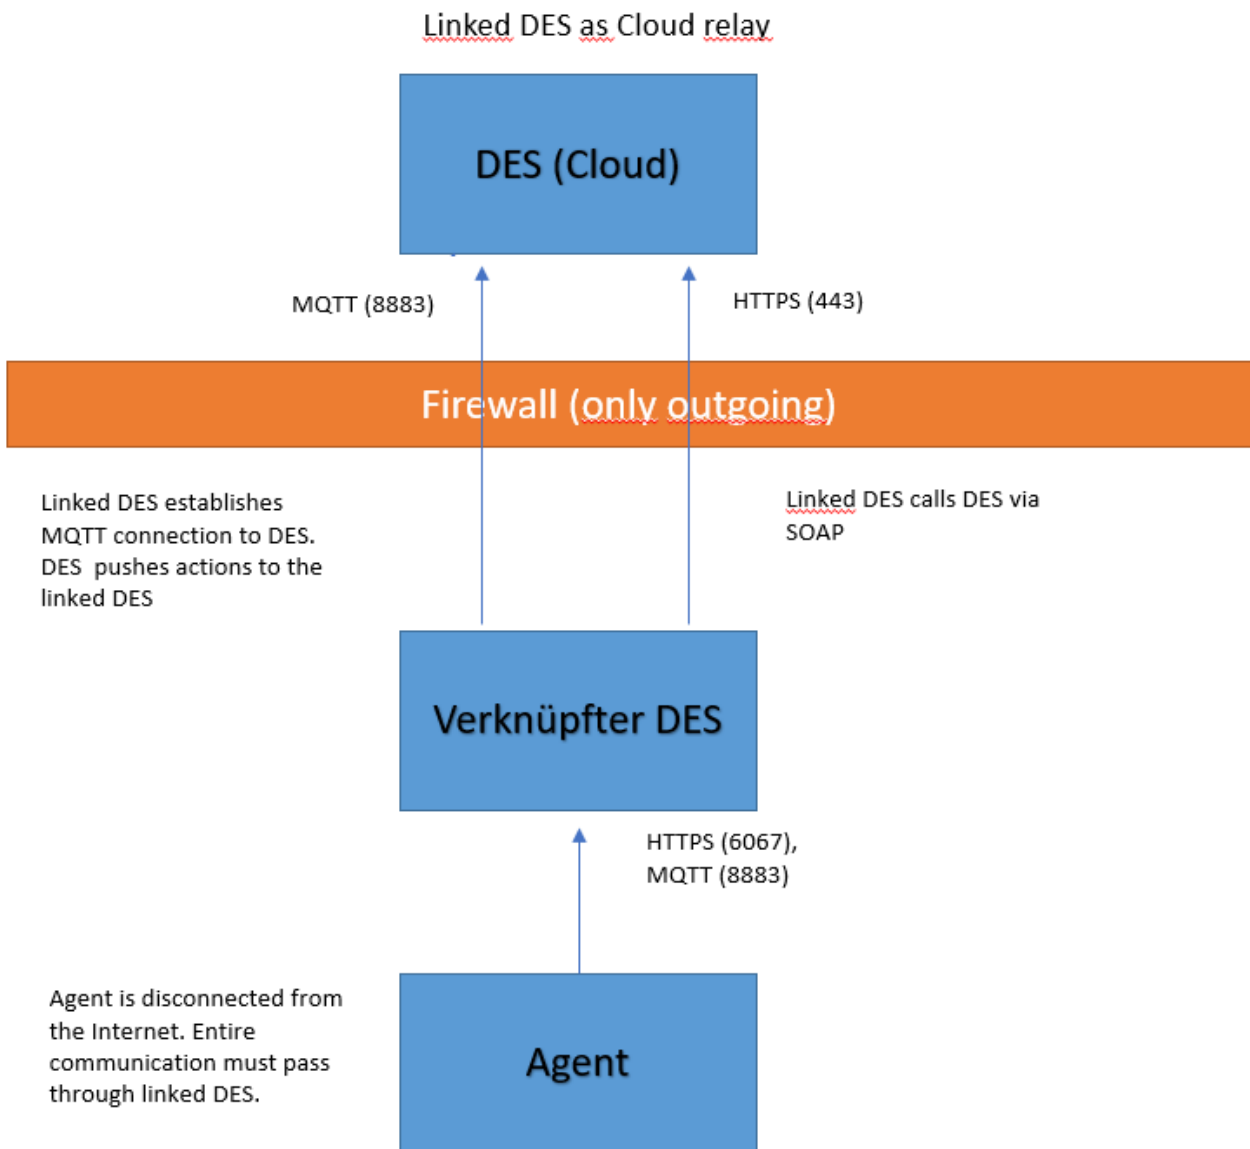 Linked DES as Cloud relay
DES (Cloud)
MQTT (8883)
HTTPS (443)
Firewall (only outgoing)
Linked DES establishes
MQTT connection to DES.
DES  pushes actions to the
linked DES
Linked DES calls DES via
SOAP
Verknüpfter DES
HTTPS (6067),
MQTT (8883)
Agent is disconnected from
the Internet. Entire
communication must pass
through linked DES.
Agent